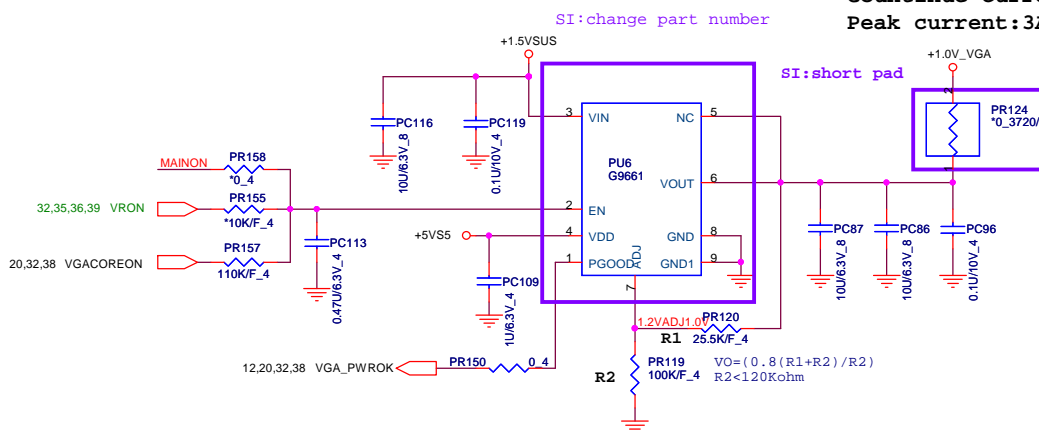 Peak current:3A
SI:change part number
+1.5VSUS
+1.0V_VGA
SI:short pad
PR124
*0_3720/
2
1
PC116
10U/6.3V_8
PC119
0.1U/10V_4
3
VIN
NC
5
PU6
G9661
VOUT
6
2
EN
4
VDD
GND
8
1
PGOOD
GND1
9
ADJ
7
MAINON
PR158
*0_4
32,35,36,39 VRON
PR155
*10K/F_4
20,32,38 VGACOREON
PR157
110K/F_4
PC113
0.47U/6.3V_4
+5VS5
PC109
1U/6.3V_4
PC87
10U/6.3V_8
PC86
10U/6.3V_8
PC96
0.1U/10V_4
1.2VADJ1.0V
PR120
R1
25.5K/F_4
12,20,32,38 VGA_PWROK
PR150
0_4
R2
PR119
100K/F_4
VO=(0.8(R1+R2)/R2)
R2<120Kohm